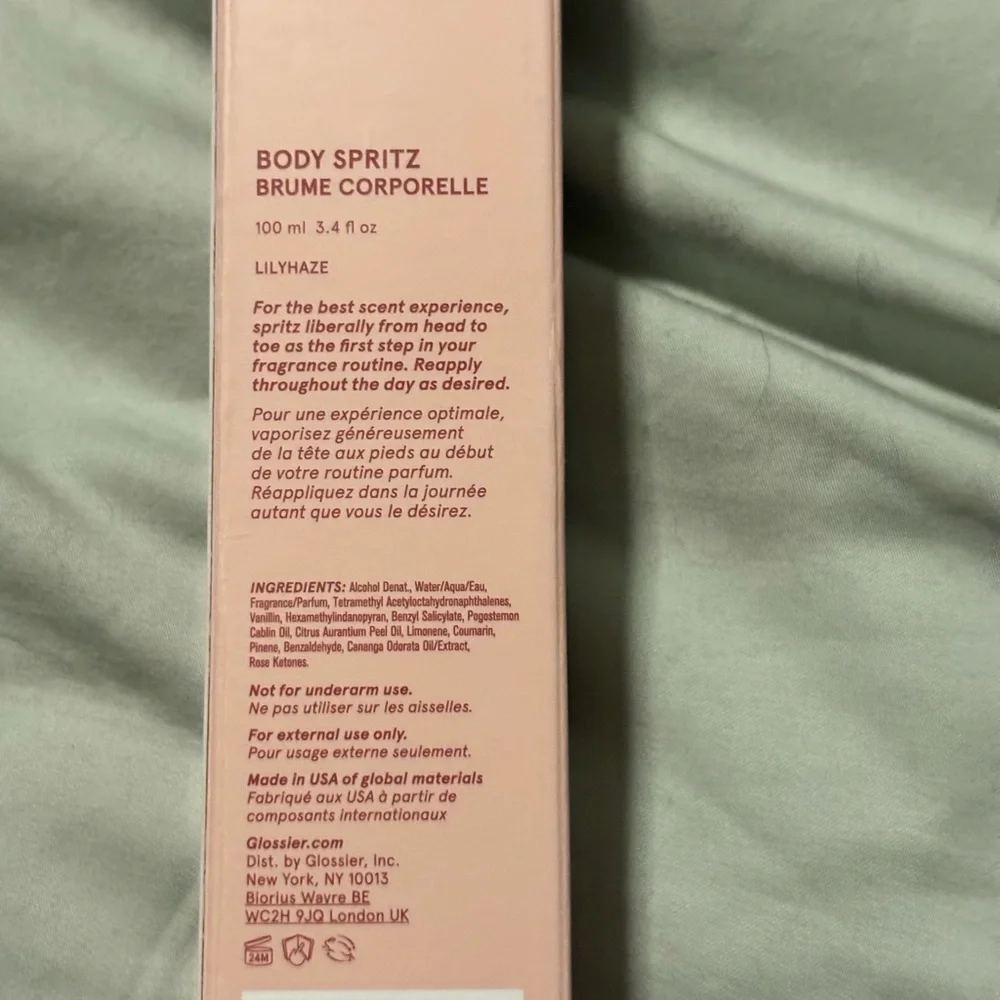 BODY SPRITZ
BRUME CORPORELLE
100 ml 3.4 fl oz
LILYHAZE
For the best scent experience,
spritz liberally from head to
toe as the first step in your
fragrance routine. Reapply
throughout the day as desired.
Pour une expérience optimale,
vaporisez généreusement
de la tête aux pieds au début
de votre routine parfum.
Réappliquez dans la journée
autant que vous le désirez.
INGREDIENTS: Alcohol Denat., Water/Aqua/Eau,
Fragrance/Parfum, Tetramethyl Acetyloctahydronaphthalenes,
Vanillin, Hexamethylindanopyran, Benzyl Salicylate, Pogostemon
Cablin Oil, Citrus Aurantium Peel Oil, Limonene, Coumarin,
Pinene, Benzaldehyde, Cananga Odorata Oil/Extract,
Rose Ketones.
Not for underarm use.
Ne pas utiliser sur les aisselles.
For external use only.
Pour usage externe seulement.
Made in USA of global materials
Fabriqué aux USA à partir de
composants internationaux
Glossier.com
Dist. by Glossier, Inc.
New York, NY 10013
Biorius Wavre BE
WC2H 9JQ London UK
24M